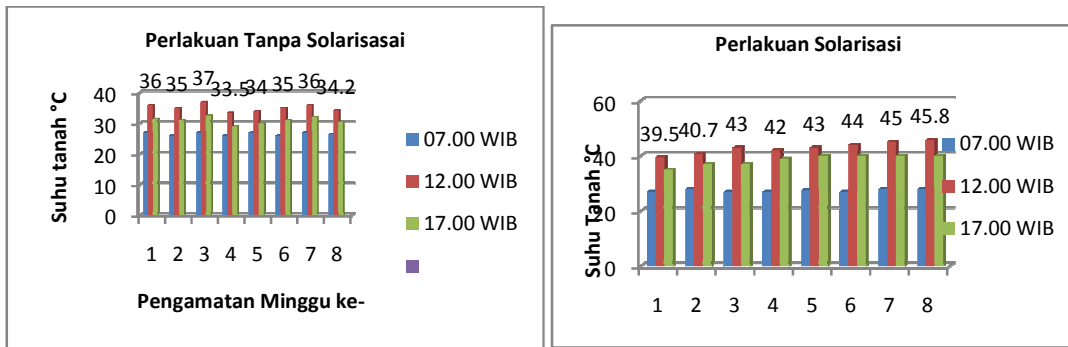 Perlakuan Tanpa Solarisasai
36 35 37 33.5 34 35 36 34.2
Suhu tanah °C
40
30
20
10
0
1 2 3 4 5 6 7 8
07.00 WIB
12.00 WIB
17.00 WIB
Pengamatan Minggu ke-
Perlakuan Solarisasi
39.5 40.7 43 42 43 44 45 45.8
Suhu Tanah °C
60
40
20
0
1 2 3 4 5 6 7 8
07.00 WIB
12.00 WIB
17.00 WIB